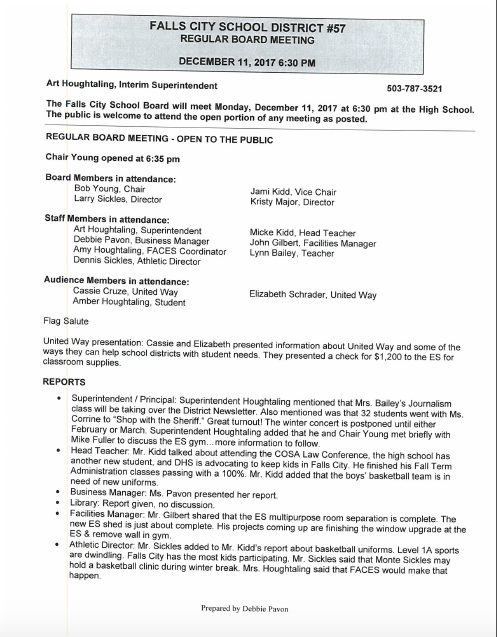 FALLS CITY SCHOOL DISTRICT #57
REGULAR BOARD MEETING
DECEMBER 11, 2017 6:30 PM
Art Houghtaling, Interim Superintendent 503-787-3521
The Falls City School Board will meet Monday, December 11, 2017 at 6:30 pm at the High School.
The public is welcome to attend the open portion of any meeting as posted.
REGULAR BOARD MEETING - OPEN TO THE PUBLIC
Chair Young opened at 6:35 pm
Board Members in attendance:
Bob Young, Chair Jami Kidd, Vice Chair
Larry Sickles, Director Kristy Major, Director
Staff Members in attendance:
Art Houghtaling, Superintendent Micke Kidd, Head Teacher
Debbie Pavon, Business Manager John Gilbert, Facilities Manager
Amy Houghtaling, FACES Coordinator Lynn Bailey, Teacher
Dennis Sickles, Athletic Director
Audience Members in attendance:
Cassie Cruze, United Way Elizabeth Schrader, United Way
Amber Houghtaling, Student
Flag Salute
United Way presentation: Cassie and Elizabeth presented information about United Way and some of the
ways they can help school districts with student needs. They presented a check for $1,200 to the ES for
classroom supplies.
REPORTS
• Superintendent / Principal: Superintendent Houghtaling mentioned that Mrs. Bailey's Journalism
class will be taking over the District Newsletter. Also mentioned was that 32 students went with Ms.
Corrine to "Shop with the Sheriff." Great turnout! The winter concert is postponed until either
February or March. Superintendent Houghtaling added that he and Chair Young met briefly with
Mike Fuller to discuss the ES gym…more information to follow.
• Head Teacher: Mr. Kidd talked about attending the COSA Law Conference, the high school has
another new student, and DHS is advocating to keep kids in Falls City. He finished his Fall Term
Administration classes passing with a 100%. Mr. Kidd added that the boys' basketball team is in
need of new uniforms.
• Business Manager: Ms. Pavon presented her report.
• Library: Report given, no discussion.
• Facilities Manager: Mr. Gilbert shared that the ES multipurpose room separation is complete. The
new ES shed is just about complete. His projects coming up are finishing the window upgrade at the
ES & remove wall in gym.
• Athletic Director: Mr. Sickles added to Mr. Kidd's report about basketball uniforms. Level 1A sports
are dwindling. Falls City has the most kids participating. Mr. Sickles said that Monte Sickles may
hold a basketball clinic during winter break. Mrs. Houghtaling said that FACES would make that
happen.
Prepared by Debbie Pavon